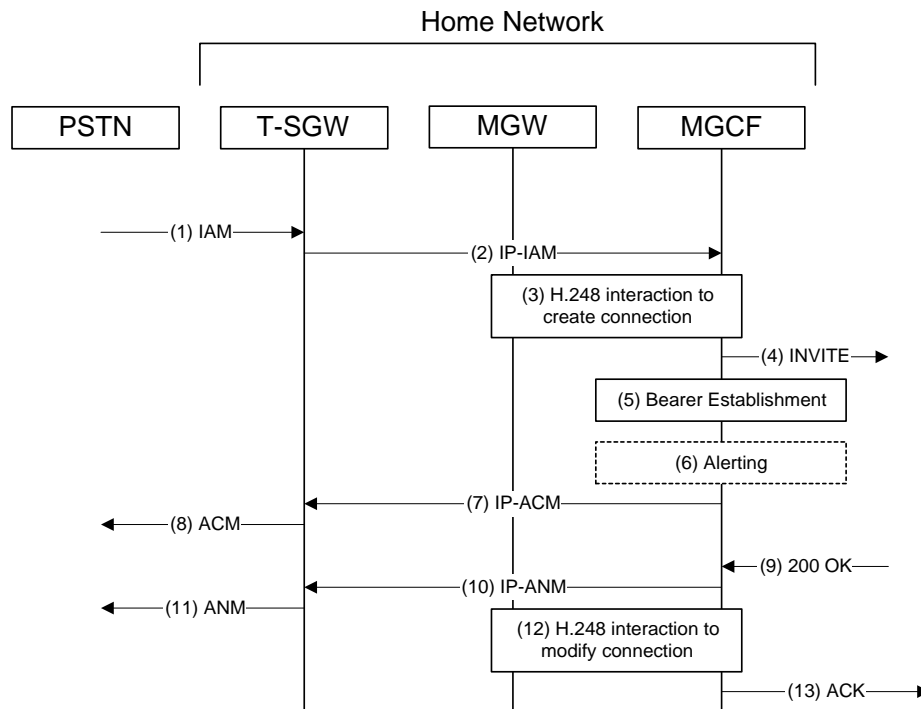 Home Network
PSTN
T-SGW
MGW
MGCF
(1) IAM
(2) IP-IAM
(3) H.248 interaction to
create connection
(4) INVITE
(5) Bearer Establishment
(6) Alerting
(7) IP-ACM
(8) ACM
(9) 200 OK
(10) IP-ANM
(11) ANM
(12) H.248 interaction to
modify connection
(13) ACK